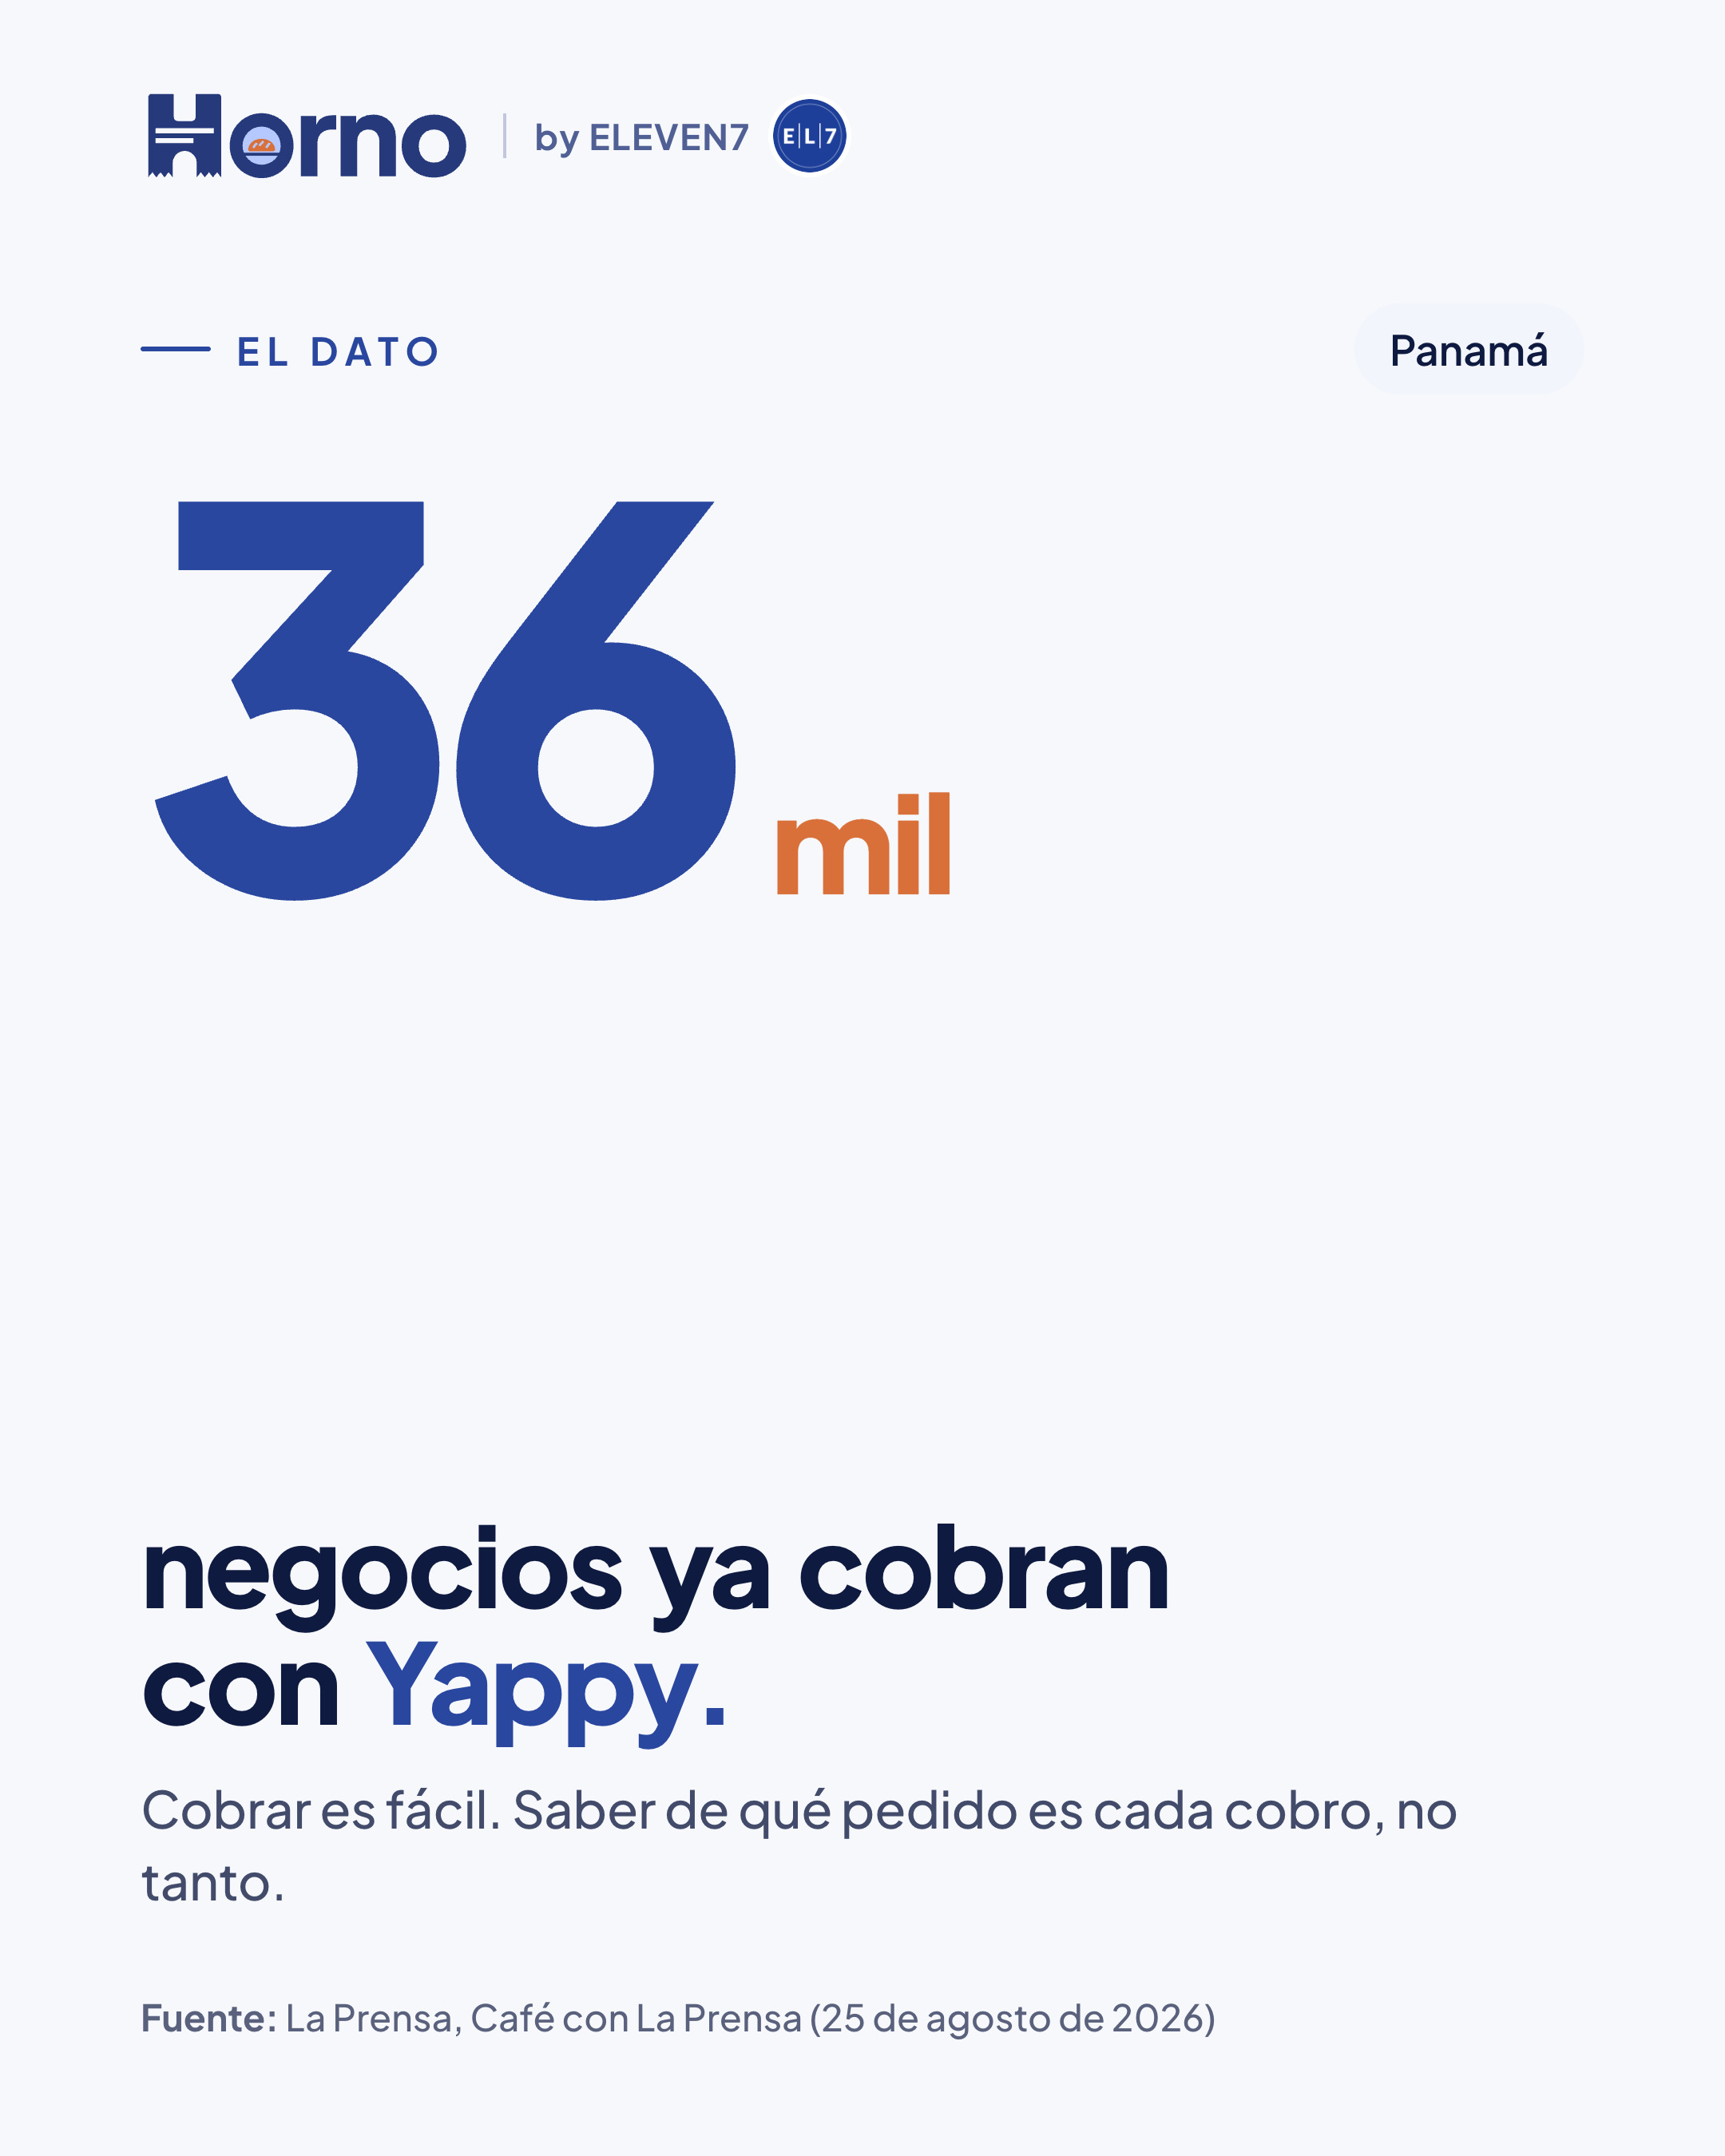 Horno by ELEVEN7 E|L|7
EL DATO
Panamá
36 mil
negocios ya cobran
con Yappy.
Cobrar es fácil. Saber de qué pedido es cada cobro, no
tanto.
Fuente: La Prensa, Café con La Prensa (25 de agosto de 2026)